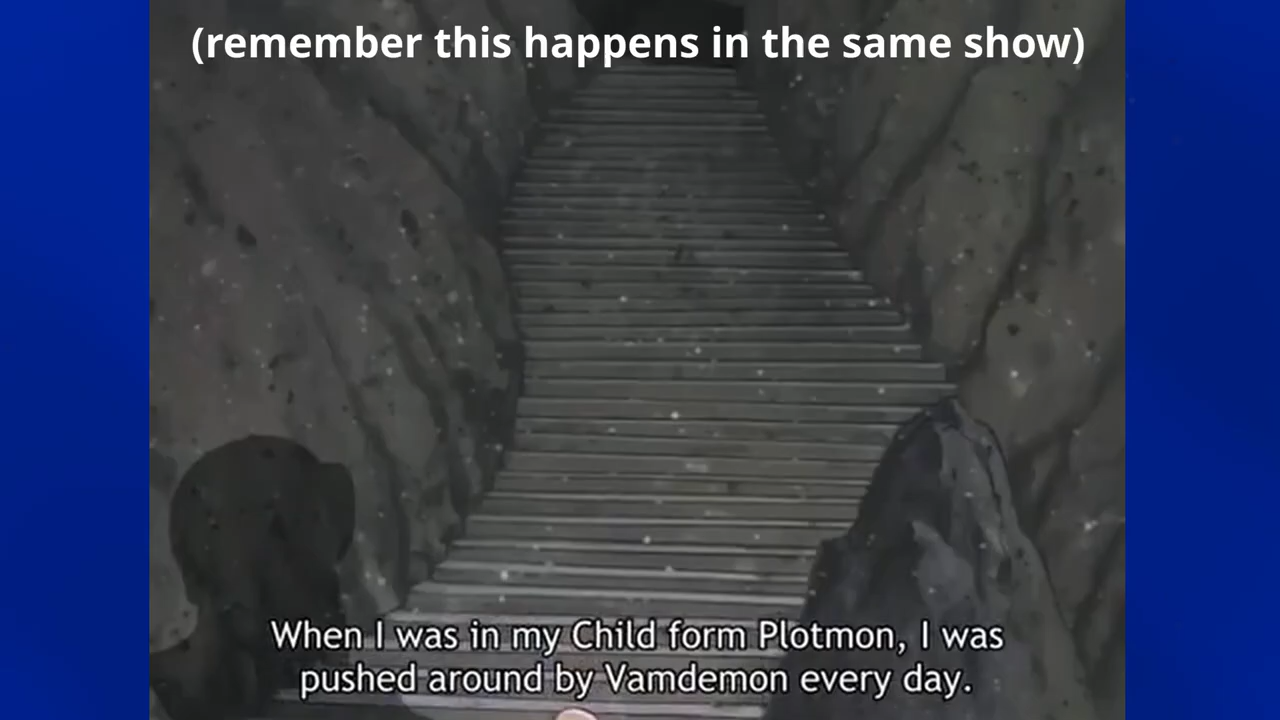 (remember this happens in the same show)
When I was in my Child form Plotmon, I was
pushed around by Vamdemon every day.